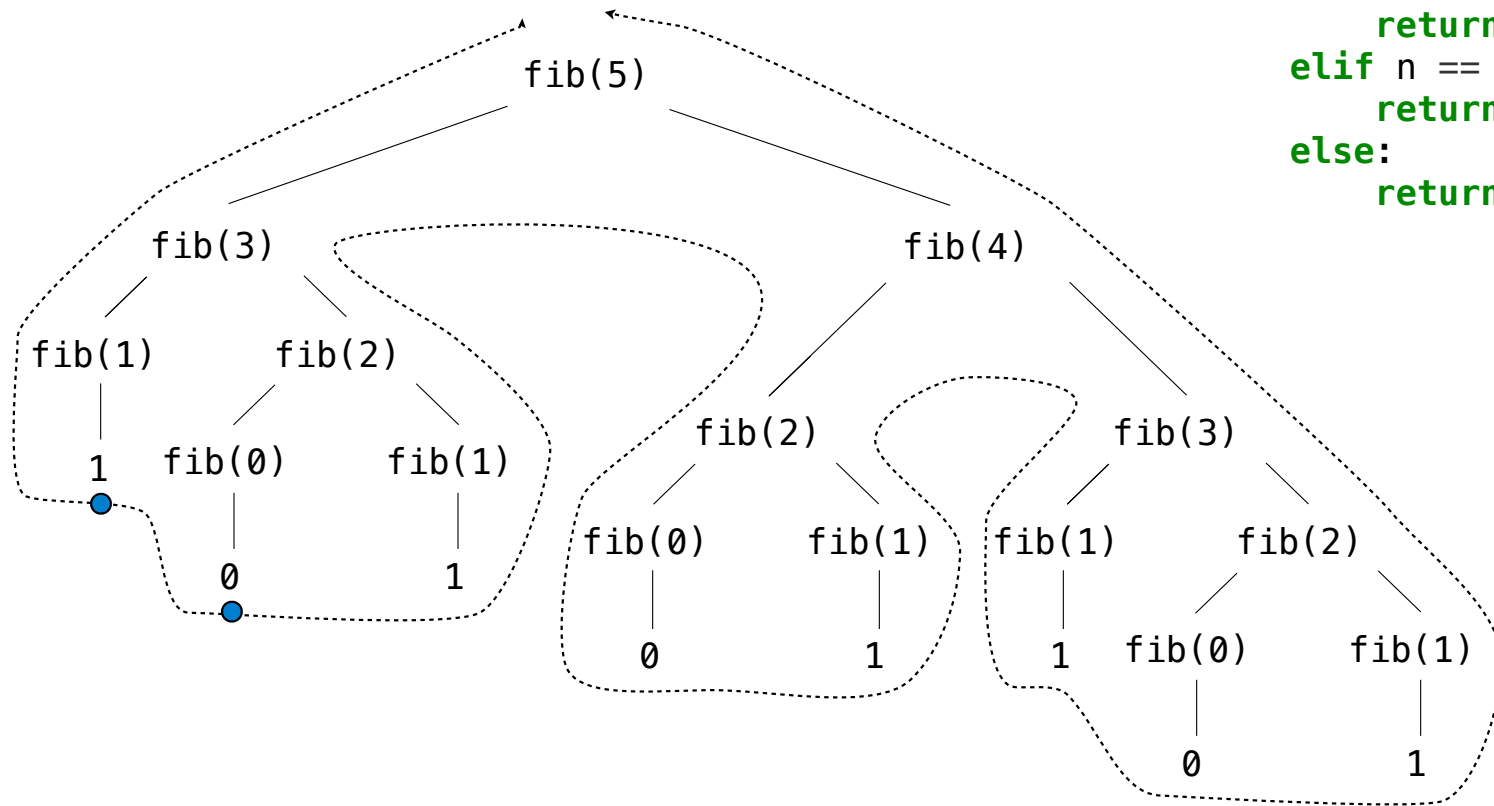 return
elif n ==
return
else:
return
fib(5)
fib(3) fib(4)
fib(1) fib(2)
fib(2) fib(3)
1 fib(0) fib(1)
fib(0) fib(1) fib(1) fib(2)
0 1
0 1 1 fib(0) fib(1)
0 1